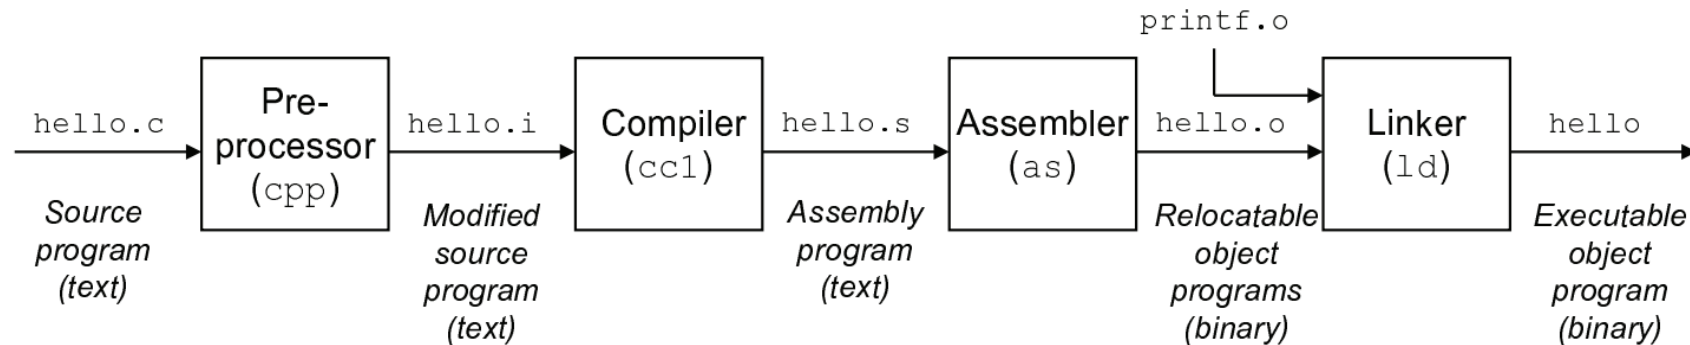 printf.o
hello.c
Pre-
processor
(cpp)
hello.i
Compiler
(cc1)
hello.s
Assembler
(as)
hello.o
Linker
(ld)
hello
Source
program
(text)
Modified
source
program
(text)
Assembly
program
(text)
Relocatable
object
programs
(binary)
Executable
object
program
(binary)